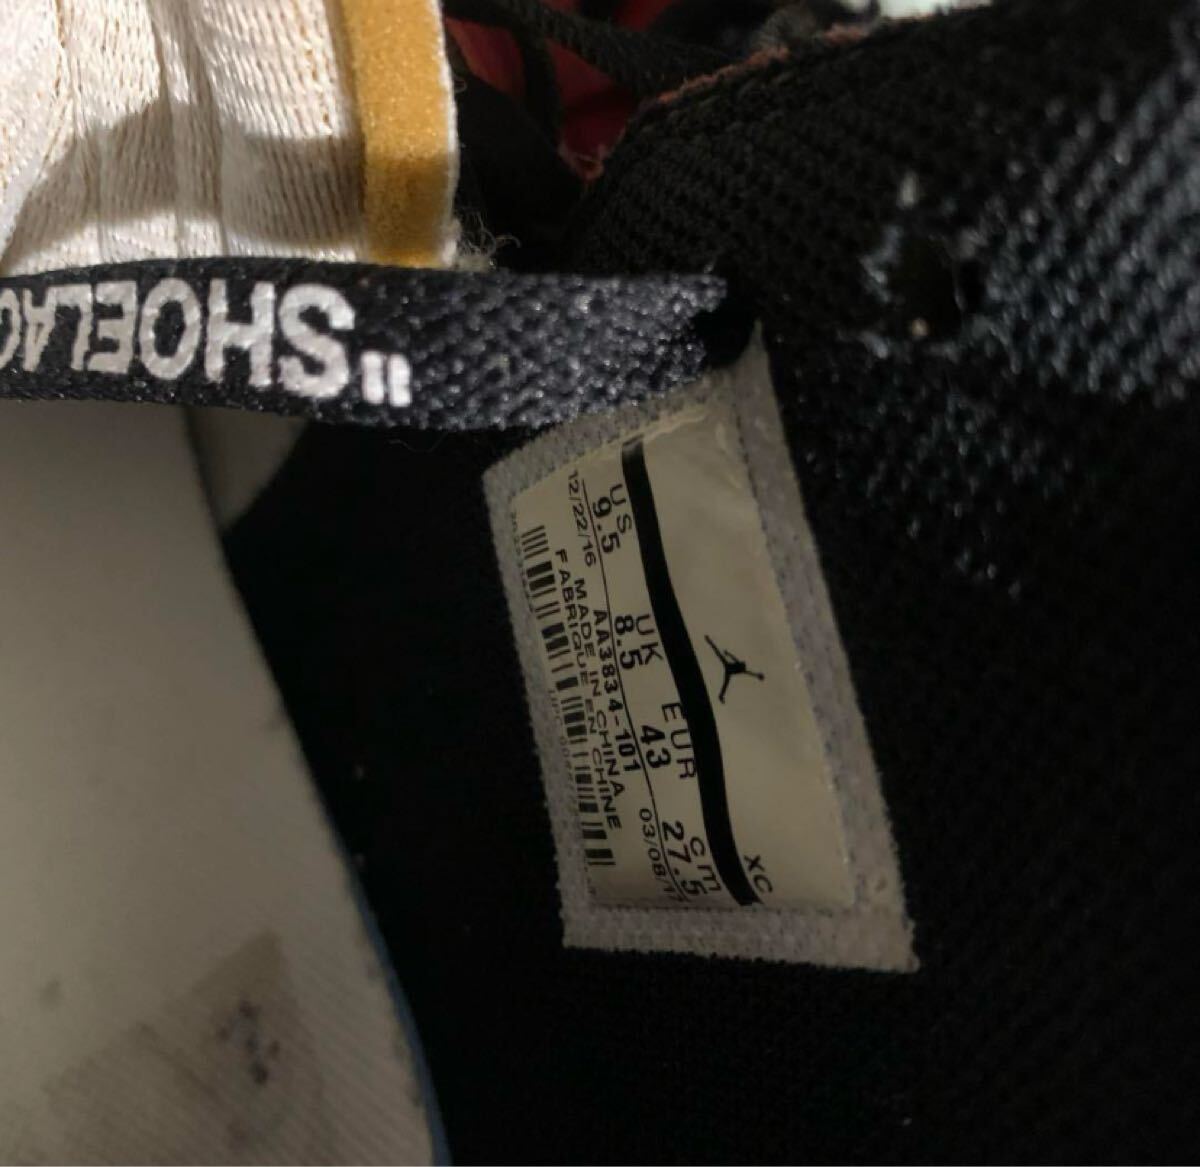 "SHOELAC
XC
US UK EUR cm
9.5 8.5 43 27.5
12/22/16 AA3834-101 03/08/1
MADE IN CHINA
FABRIQUE EN CHINE